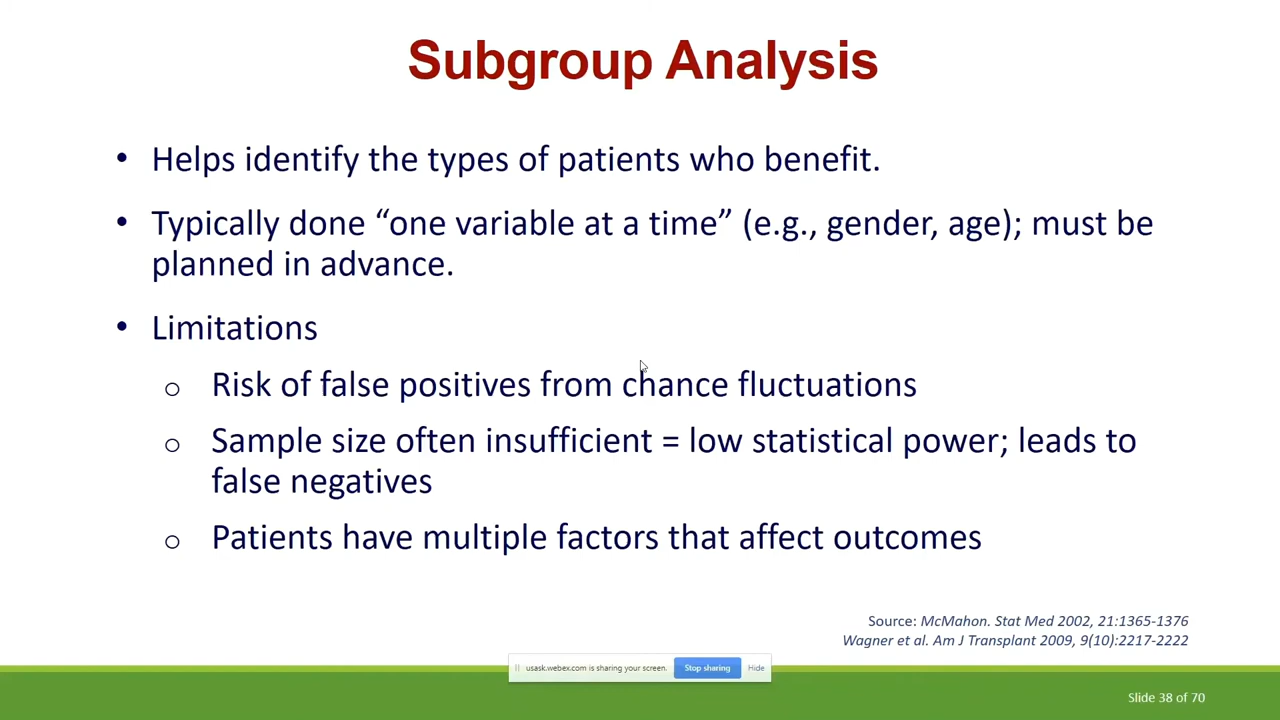 Subgroup Analysis
• Helps identify the types of patients who benefit.
• Typically done “one variable at a time” (e.g., gender, age); must be
planned in advance.
• Limitations
o Risk of false positives from chance fluctuations
o Sample size often insufficient = low statistical power; leads to
false negatives
o Patients have multiple factors that affect outcomes
Source: McMahon. Stat Med 2002, 21:1365-1376
Wagner et al. Am J Transplant 2009, 9(10):2217-2222
usask.webex.com is sharing your screen. Stop sharing Hide
Slide 38 of 70